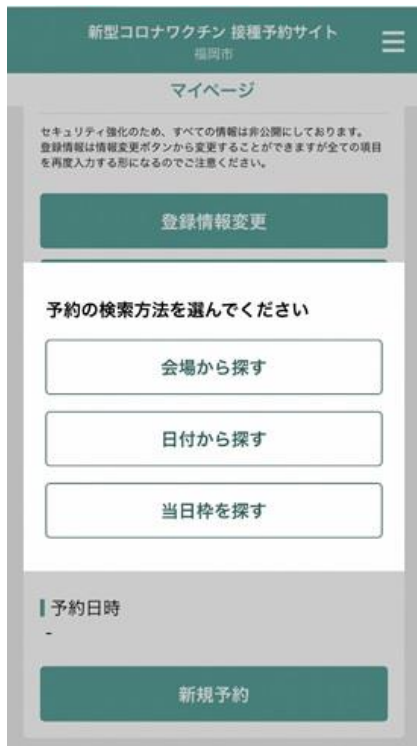 新型コロナワクチン 接種予約サイト
福岡市
マイページ
セキュリティ強化のため、すべての情報は非公開にしております。
登録情報は情報変更ボタンから変更することができますが全ての項目
を再度入力する形になるのでご注意ください。
登録情報変更
予約の検索方法を選んでください
会場から探す
日付から探す
当日枠を探す
予約日時
-
新規予約